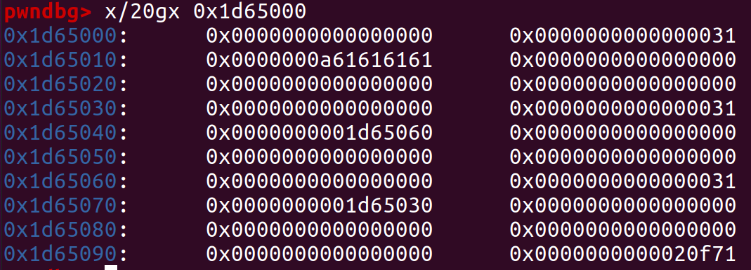 pwndbg> x/20gx 0x1d65000
0x1d65000: 0x0000000000000000 0x0000000000000031
0x1d65010: 0x0000000a61616161 0x0000000000000000
0x1d65020: 0x0000000000000000 0x0000000000000000
0x1d65030: 0x0000000000000000 0x0000000000000031
0x1d65040: 0x0000000001d65060 0x0000000000000000
0x1d65050: 0x0000000000000000 0x0000000000000000
0x1d65060: 0x0000000000000000 0x0000000000000031
0x1d65070: 0x0000000001d65030 0x0000000000000000
0x1d65080: 0x0000000000000000 0x0000000000000000
0x1d65090: 0x0000000000000000 0x0000000000020f71